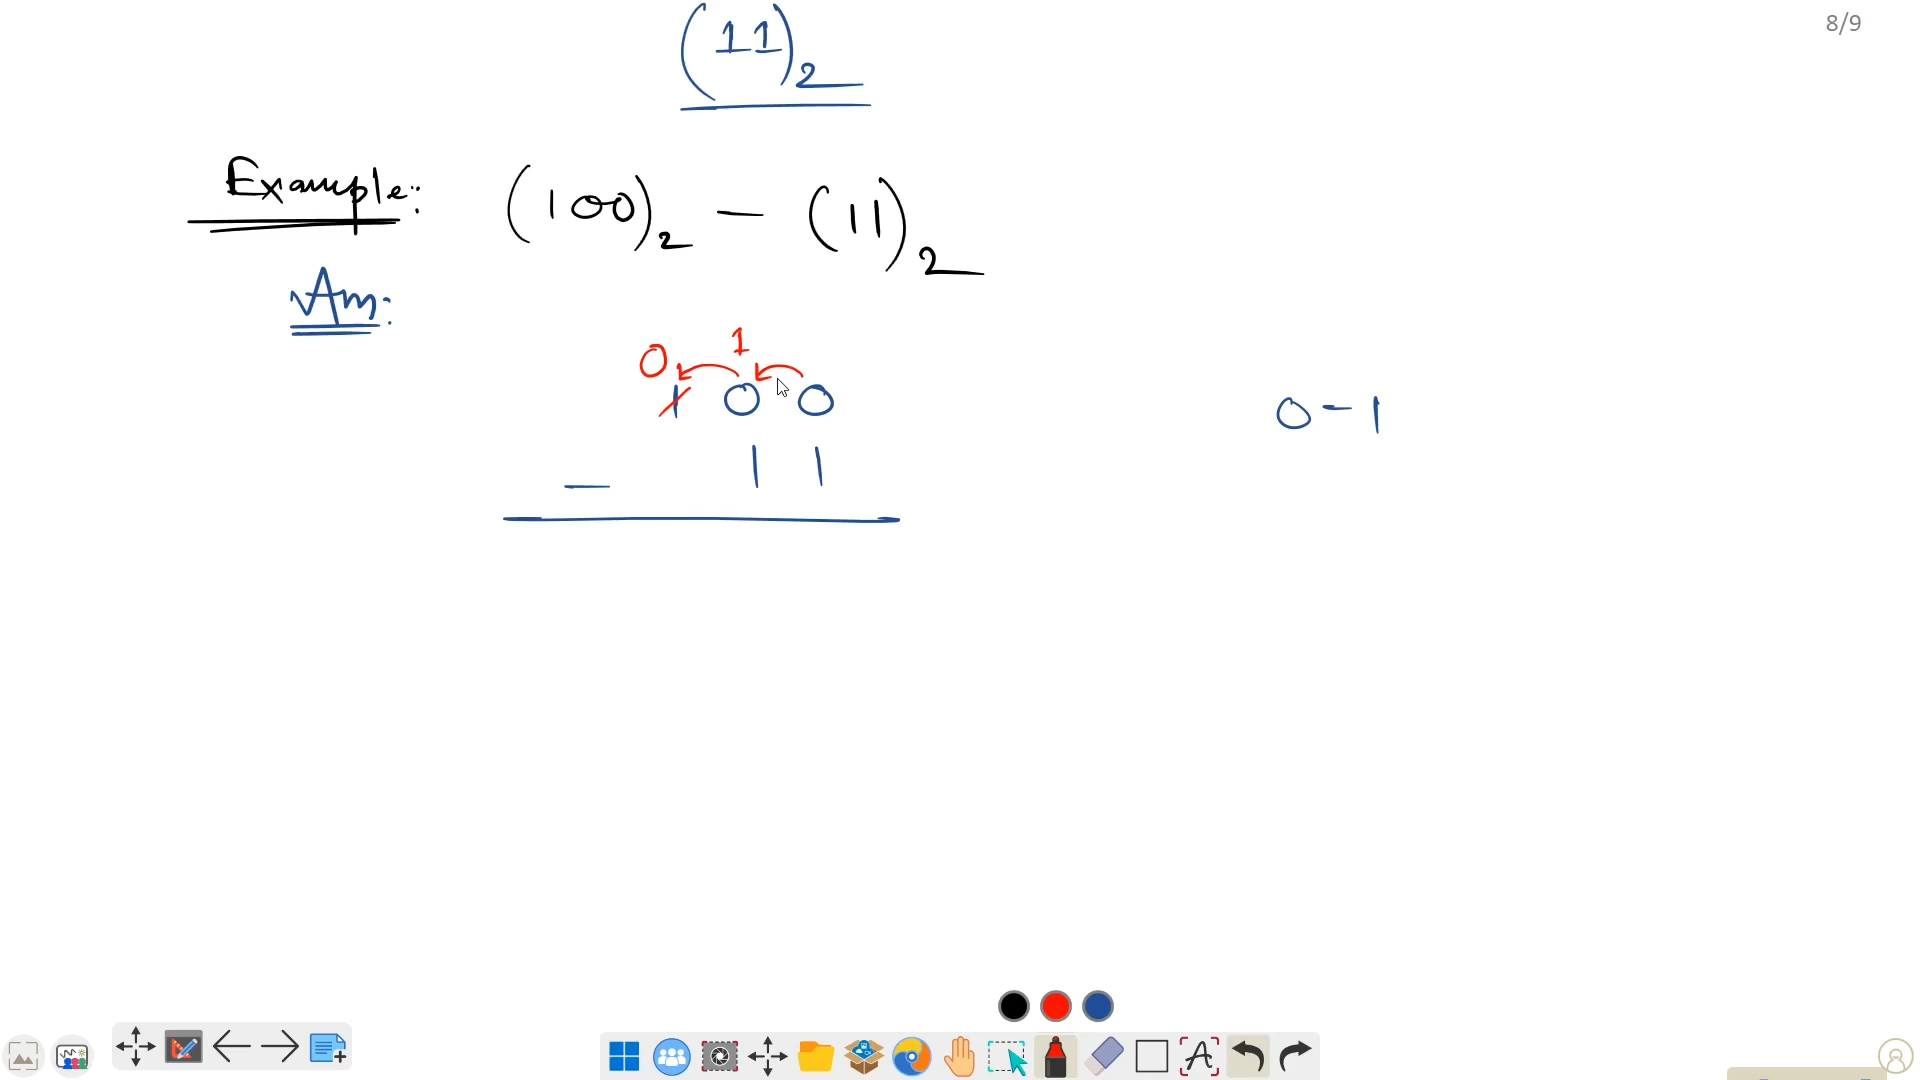 8/9
(11)2
Example: (100)2 - (11)2
Ans:
0 1
1 0 0
0 - 1
- 1 1